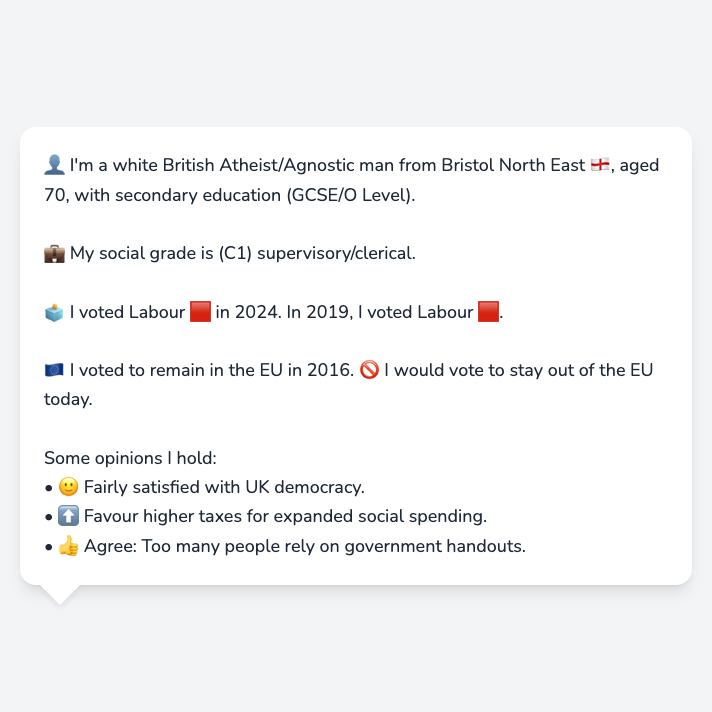 👤 I'm a white British Atheist/Agnostic man from Bristol North East 🏴󠁧󠁢󠁥󠁮󠁧󠁿, aged
70, with secondary education (GCSE/O Level).
💼 My social grade is (C1) supervisory/clerical.
🗳️ I voted Labour 🟥 in 2024. In 2019, I voted Labour 🟥.
🇪🇺 I voted to remain in the EU in 2016. 🚫 I would vote to stay out of the EU
today.
Some opinions I hold:
• 🙂 Fairly satisfied with UK democracy.
• ⬆️ Favour higher taxes for expanded social spending.
• 👍 Agree: Too many people rely on government handouts.